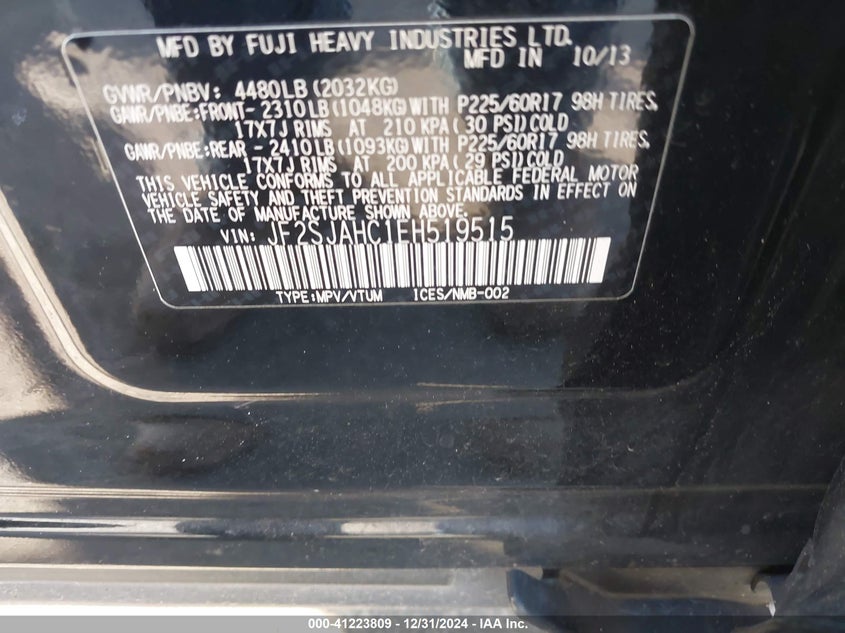 MFD BY FUJI HEAVY INDUSTRIES LTD.
MFD IN 10/13
GVWR/PNBV: 4480LB(2032KG)
GAWR/PNBE:FRONT- 2310LB(1048KG)WITH P225/60R17 98H TIRES,
17X7J RIMS AT 210 KPA( 30 PSI)COLD
GAWR/PNBE:REAR - 2410LB(1093KG)WITH P225/60R17 98H TIRES,
17X7J RIMS AT 200 KPA( 29 PSI)COLD
THIS VEHICLE CONFORMS TO ALL APPLICABLE FEDERAL MOTOR
VEHICLE SAFETY AND THEFT PREVENTION STANDARDS IN EFFECT ON
THE DATE OF MANUFACTURE SHOWN ABOVE.
VIN: JF2SJAHC1EH519515
TYPE:MPV/VTUM ICES/NMB-002
000-41223809 - 12/31/2024 - IAA Inc.